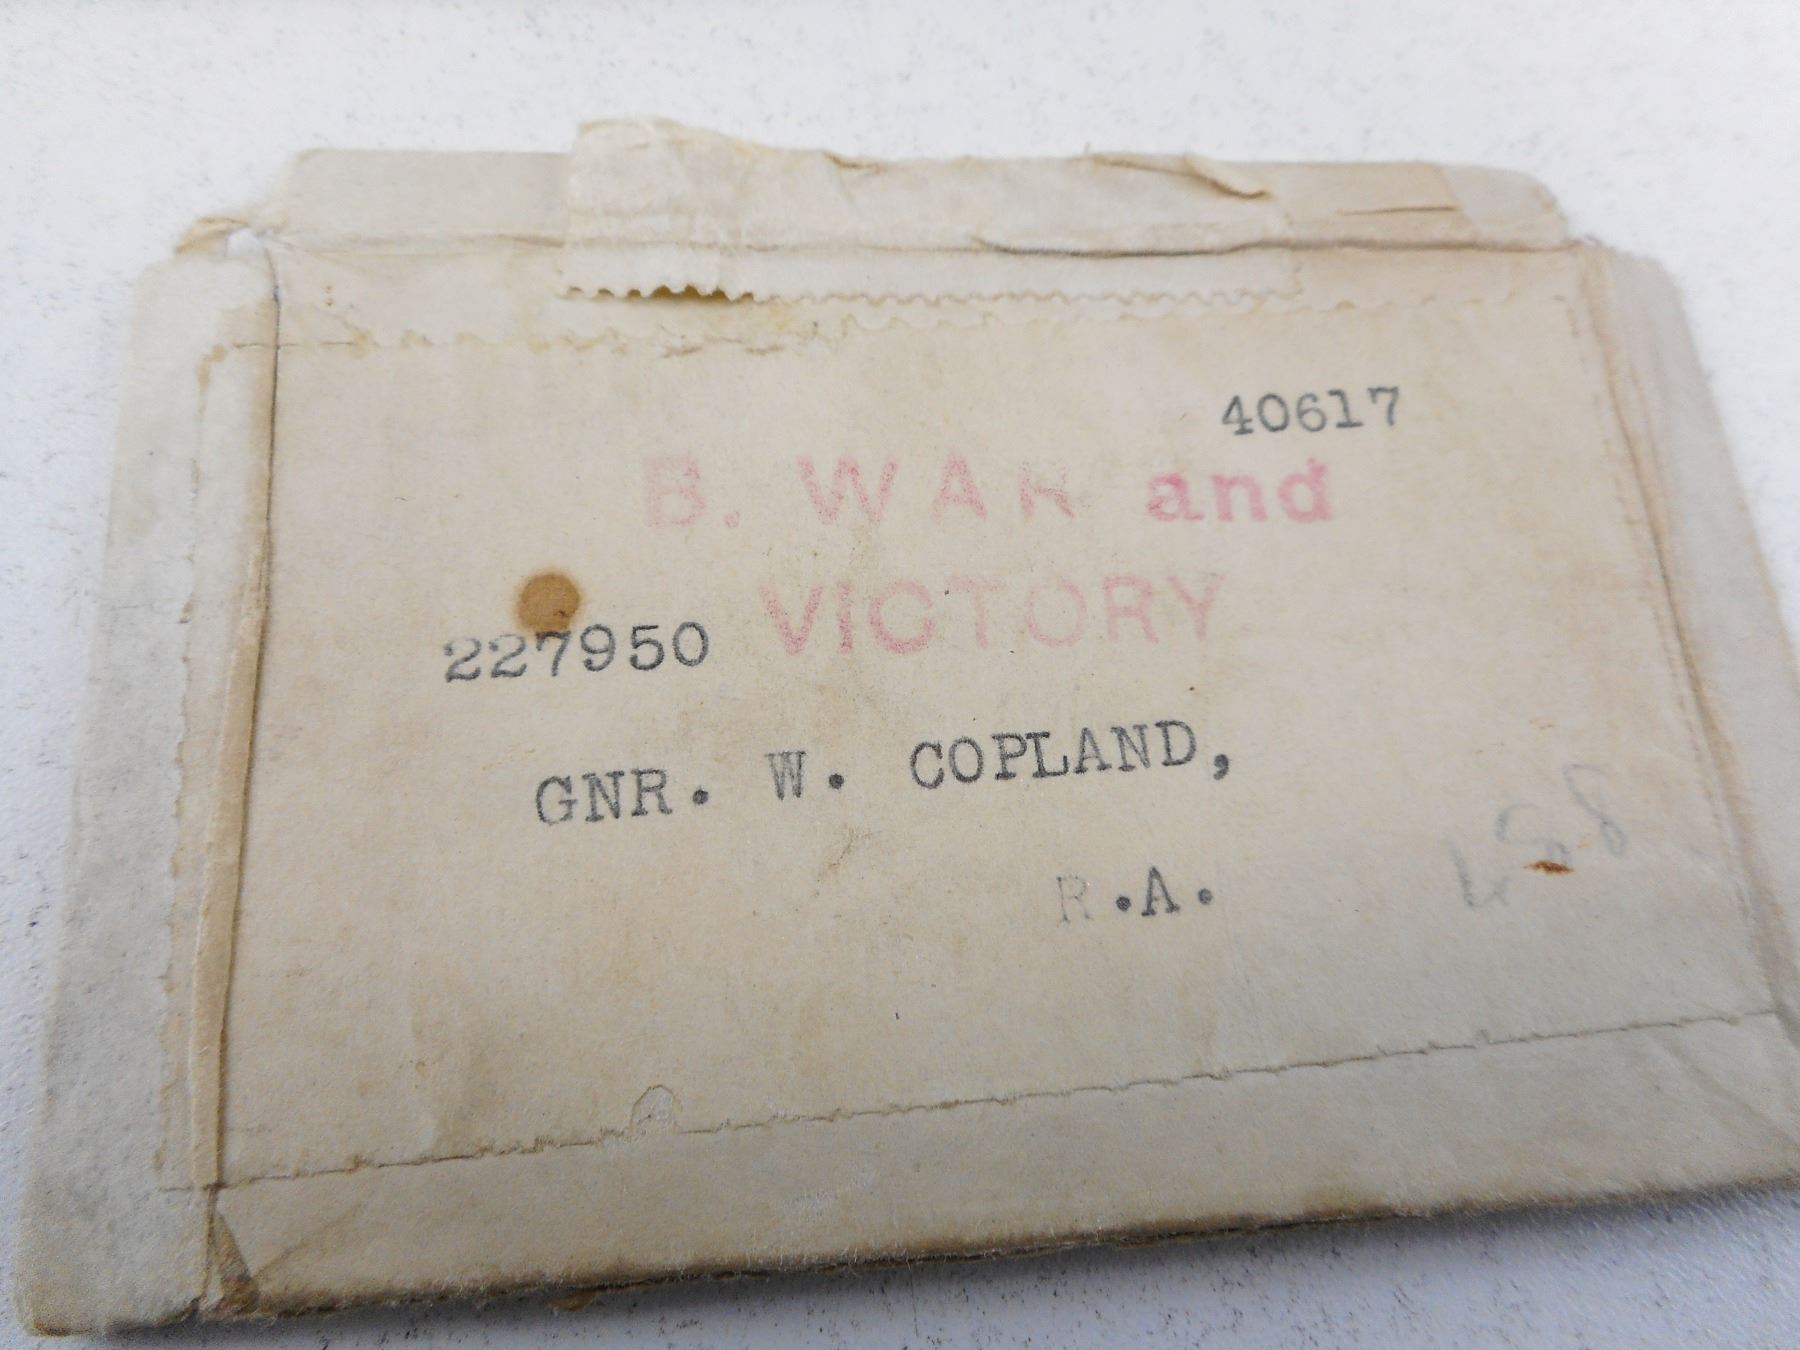 40617
B. WAR and
VICTORY
227950
GNR. W. COPLAND,
R.A.